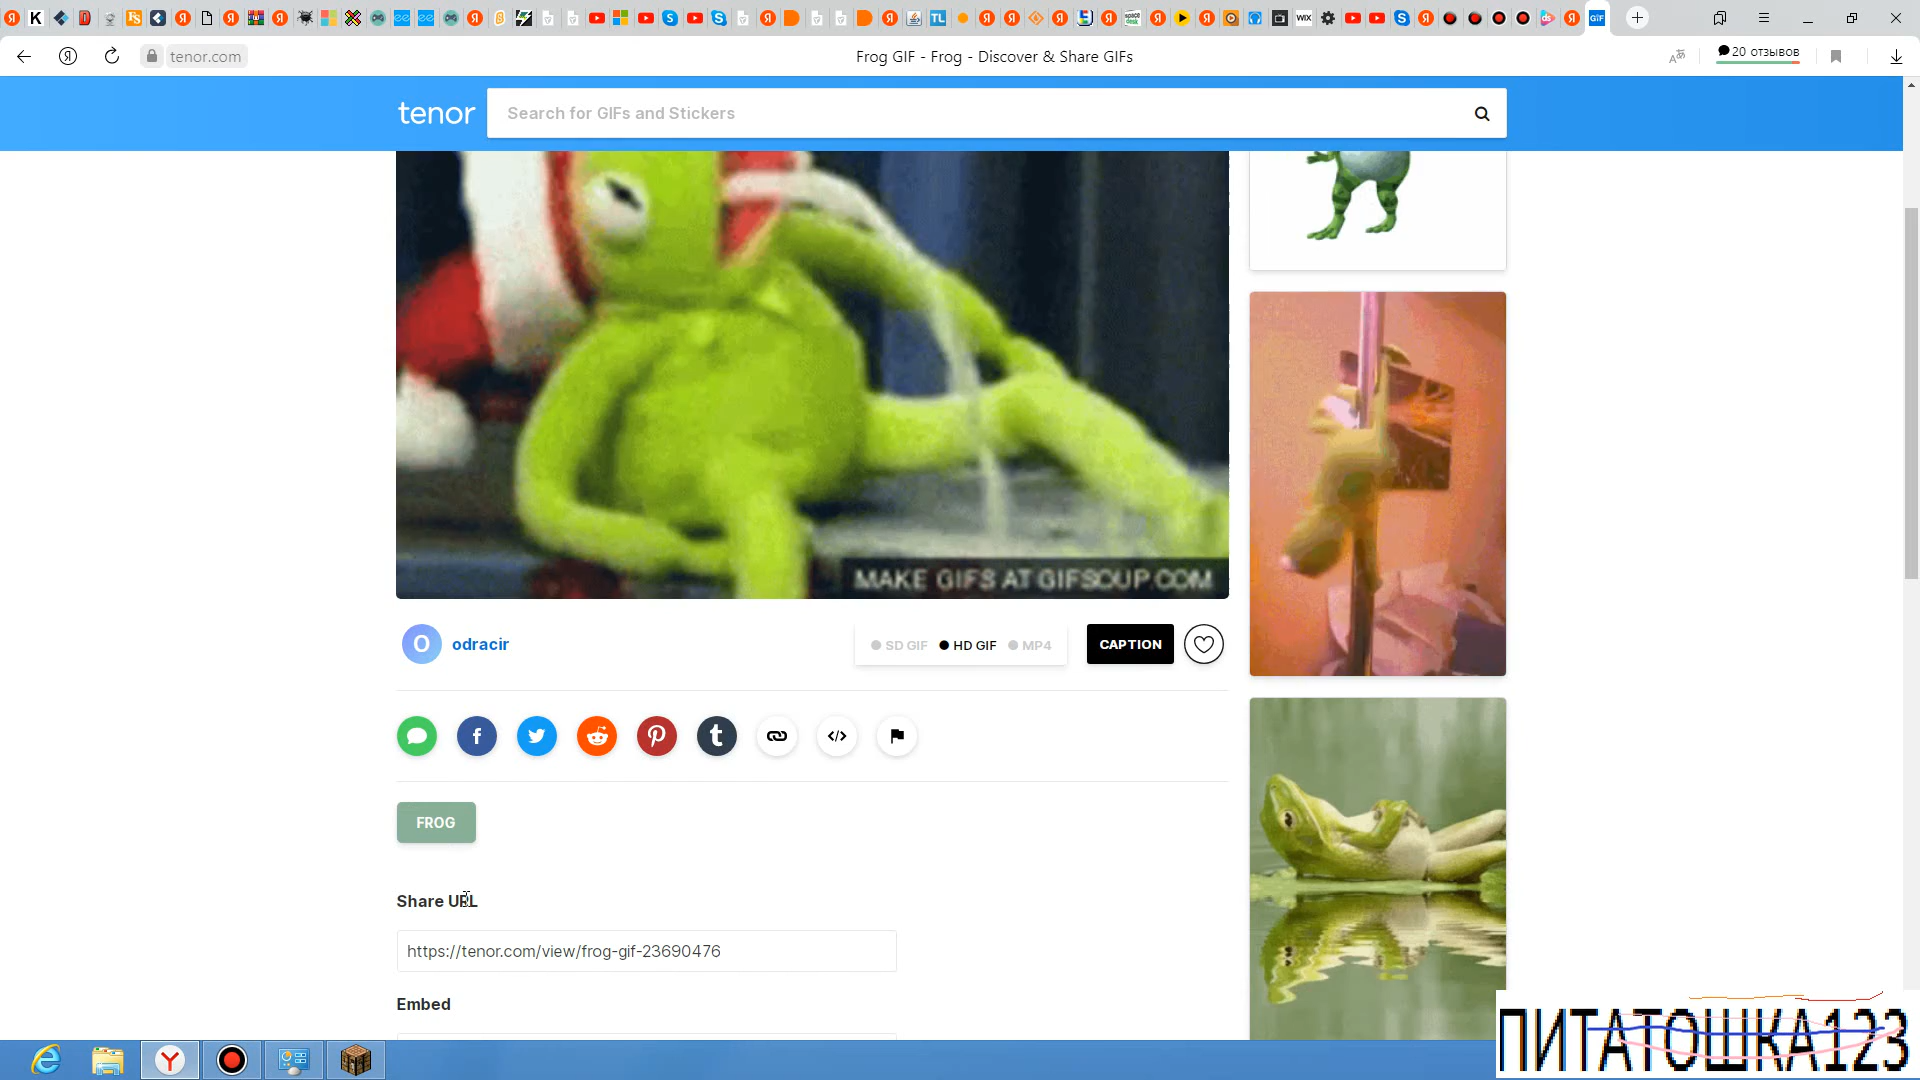 tenor.com
Frog GIF - Frog - Discover & Share GIFs
20 отзывов
tenor
Search for GIFs and Stickers
MAKE GIFS AT GIFSOUP.COM
O
odracir
SD GIF
HD GIF
MP4
CAPTION
FROG
Share URL
https://tenor.com/view/frog-gif-23690476
Embed
ПИТАТОШКА123